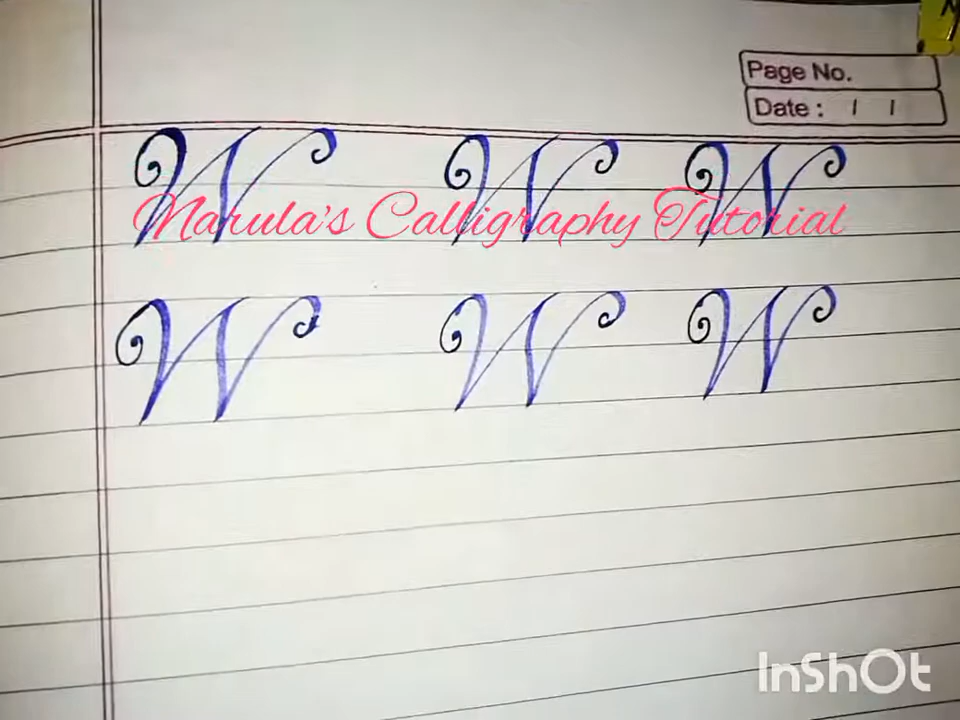 Page No.
Date : / /
W W W
Narula's Calligraphy Tutorial
W W W
InShOt